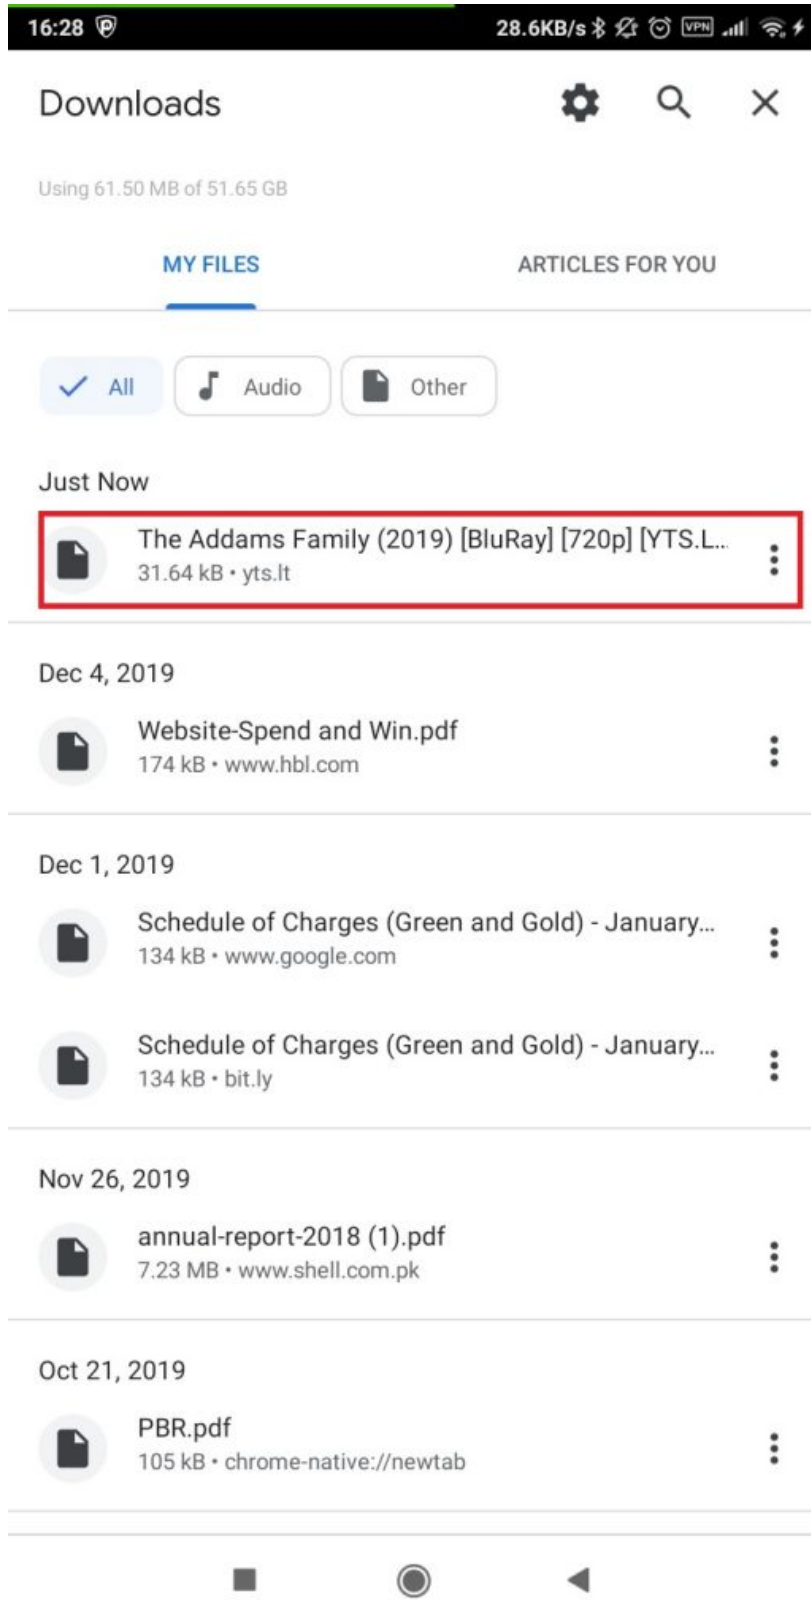 16:28 28.6KB/s VPN
Downloads
Using 61.50 MB of 51.65 GB
MY FILES ARTICLES FOR YOU
All Audio Other
Just Now
The Addams Family (2019) [BluRay] [720p] [YTS.L...
31.64 kB • yts.lt
Dec 4, 2019
Website-Spend and Win.pdf
174 kB • www.hbl.com
Dec 1, 2019
Schedule of Charges (Green and Gold) - January...
134 kB • www.google.com
Schedule of Charges (Green and Gold) - January...
134 kB • bit.ly
Nov 26, 2019
annual-report-2018 (1).pdf
7.23 MB • www.shell.com.pk
Oct 21, 2019
PBR.pdf
105 kB • chrome-native://newtab